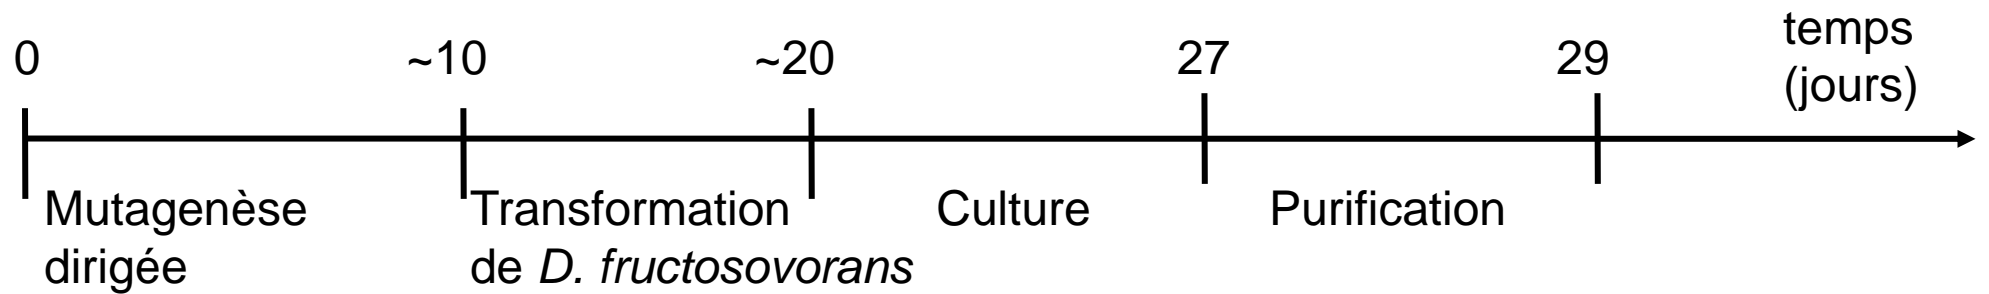 0 ~10 ~20 27 29 temps
(jours)
Mutagenèse Transformation Culture Purification
dirigée de D. fructosovorans